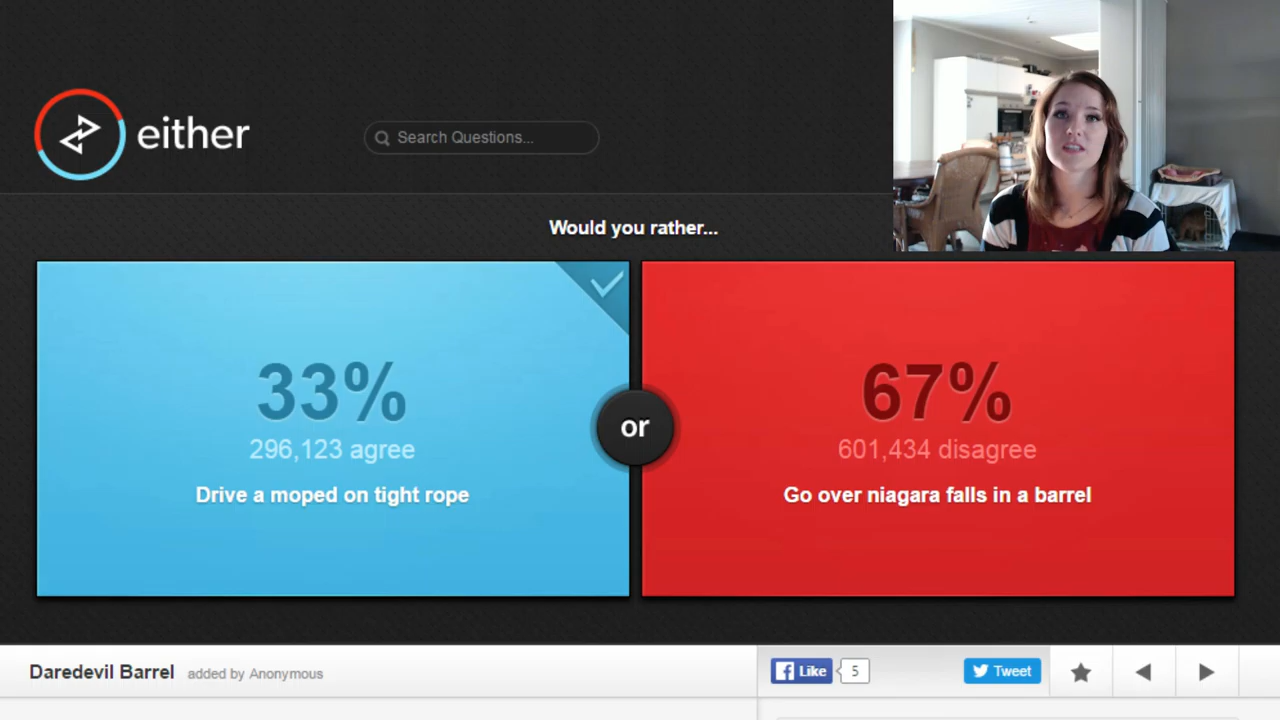 either
Search Questions...
Would you rather...
33%
296,123 agree
Drive a moped on tight rope
or
67%
601,434 disagree
Go over niagara falls in a barrel
Daredevil Barrel added by Anonymous
Like 5
Tweet